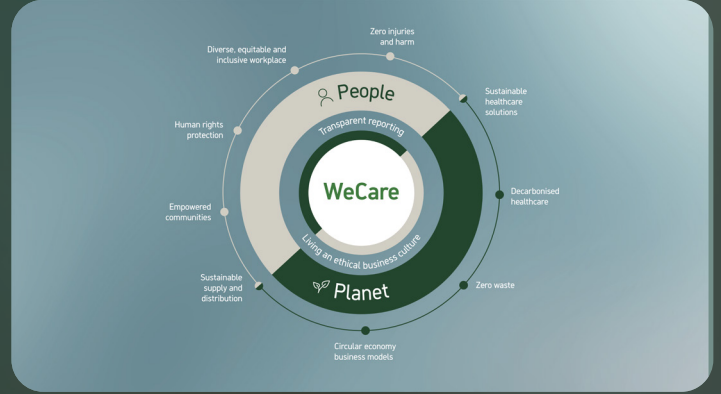 Zero injuries
and harm
Diverse, equitable and
inclusive workplace
People
Sustainable
healthcare
solutions
Transparent reporting
Human rights
protection
WeCare
Decarbonised
healthcare
Empowered
communities
Living an ethical business culture
Sustainable
supply and
distribution
Planet
Zero waste
Circular economy
business models